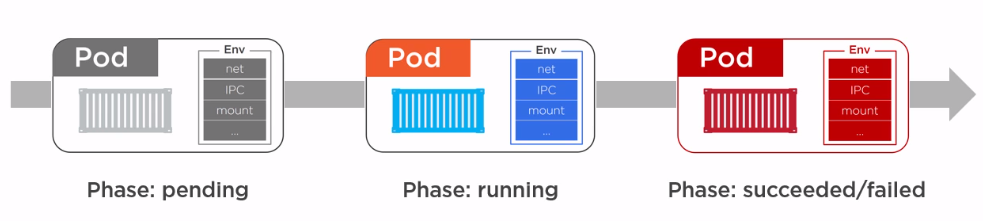 Pod
Env
net
IPC
mount
...
Phase: pending
Pod
Env
net
IPC
mount
...
Phase: running
Pod
Env
net
IPC
mount
...
Phase: succeeded/failed